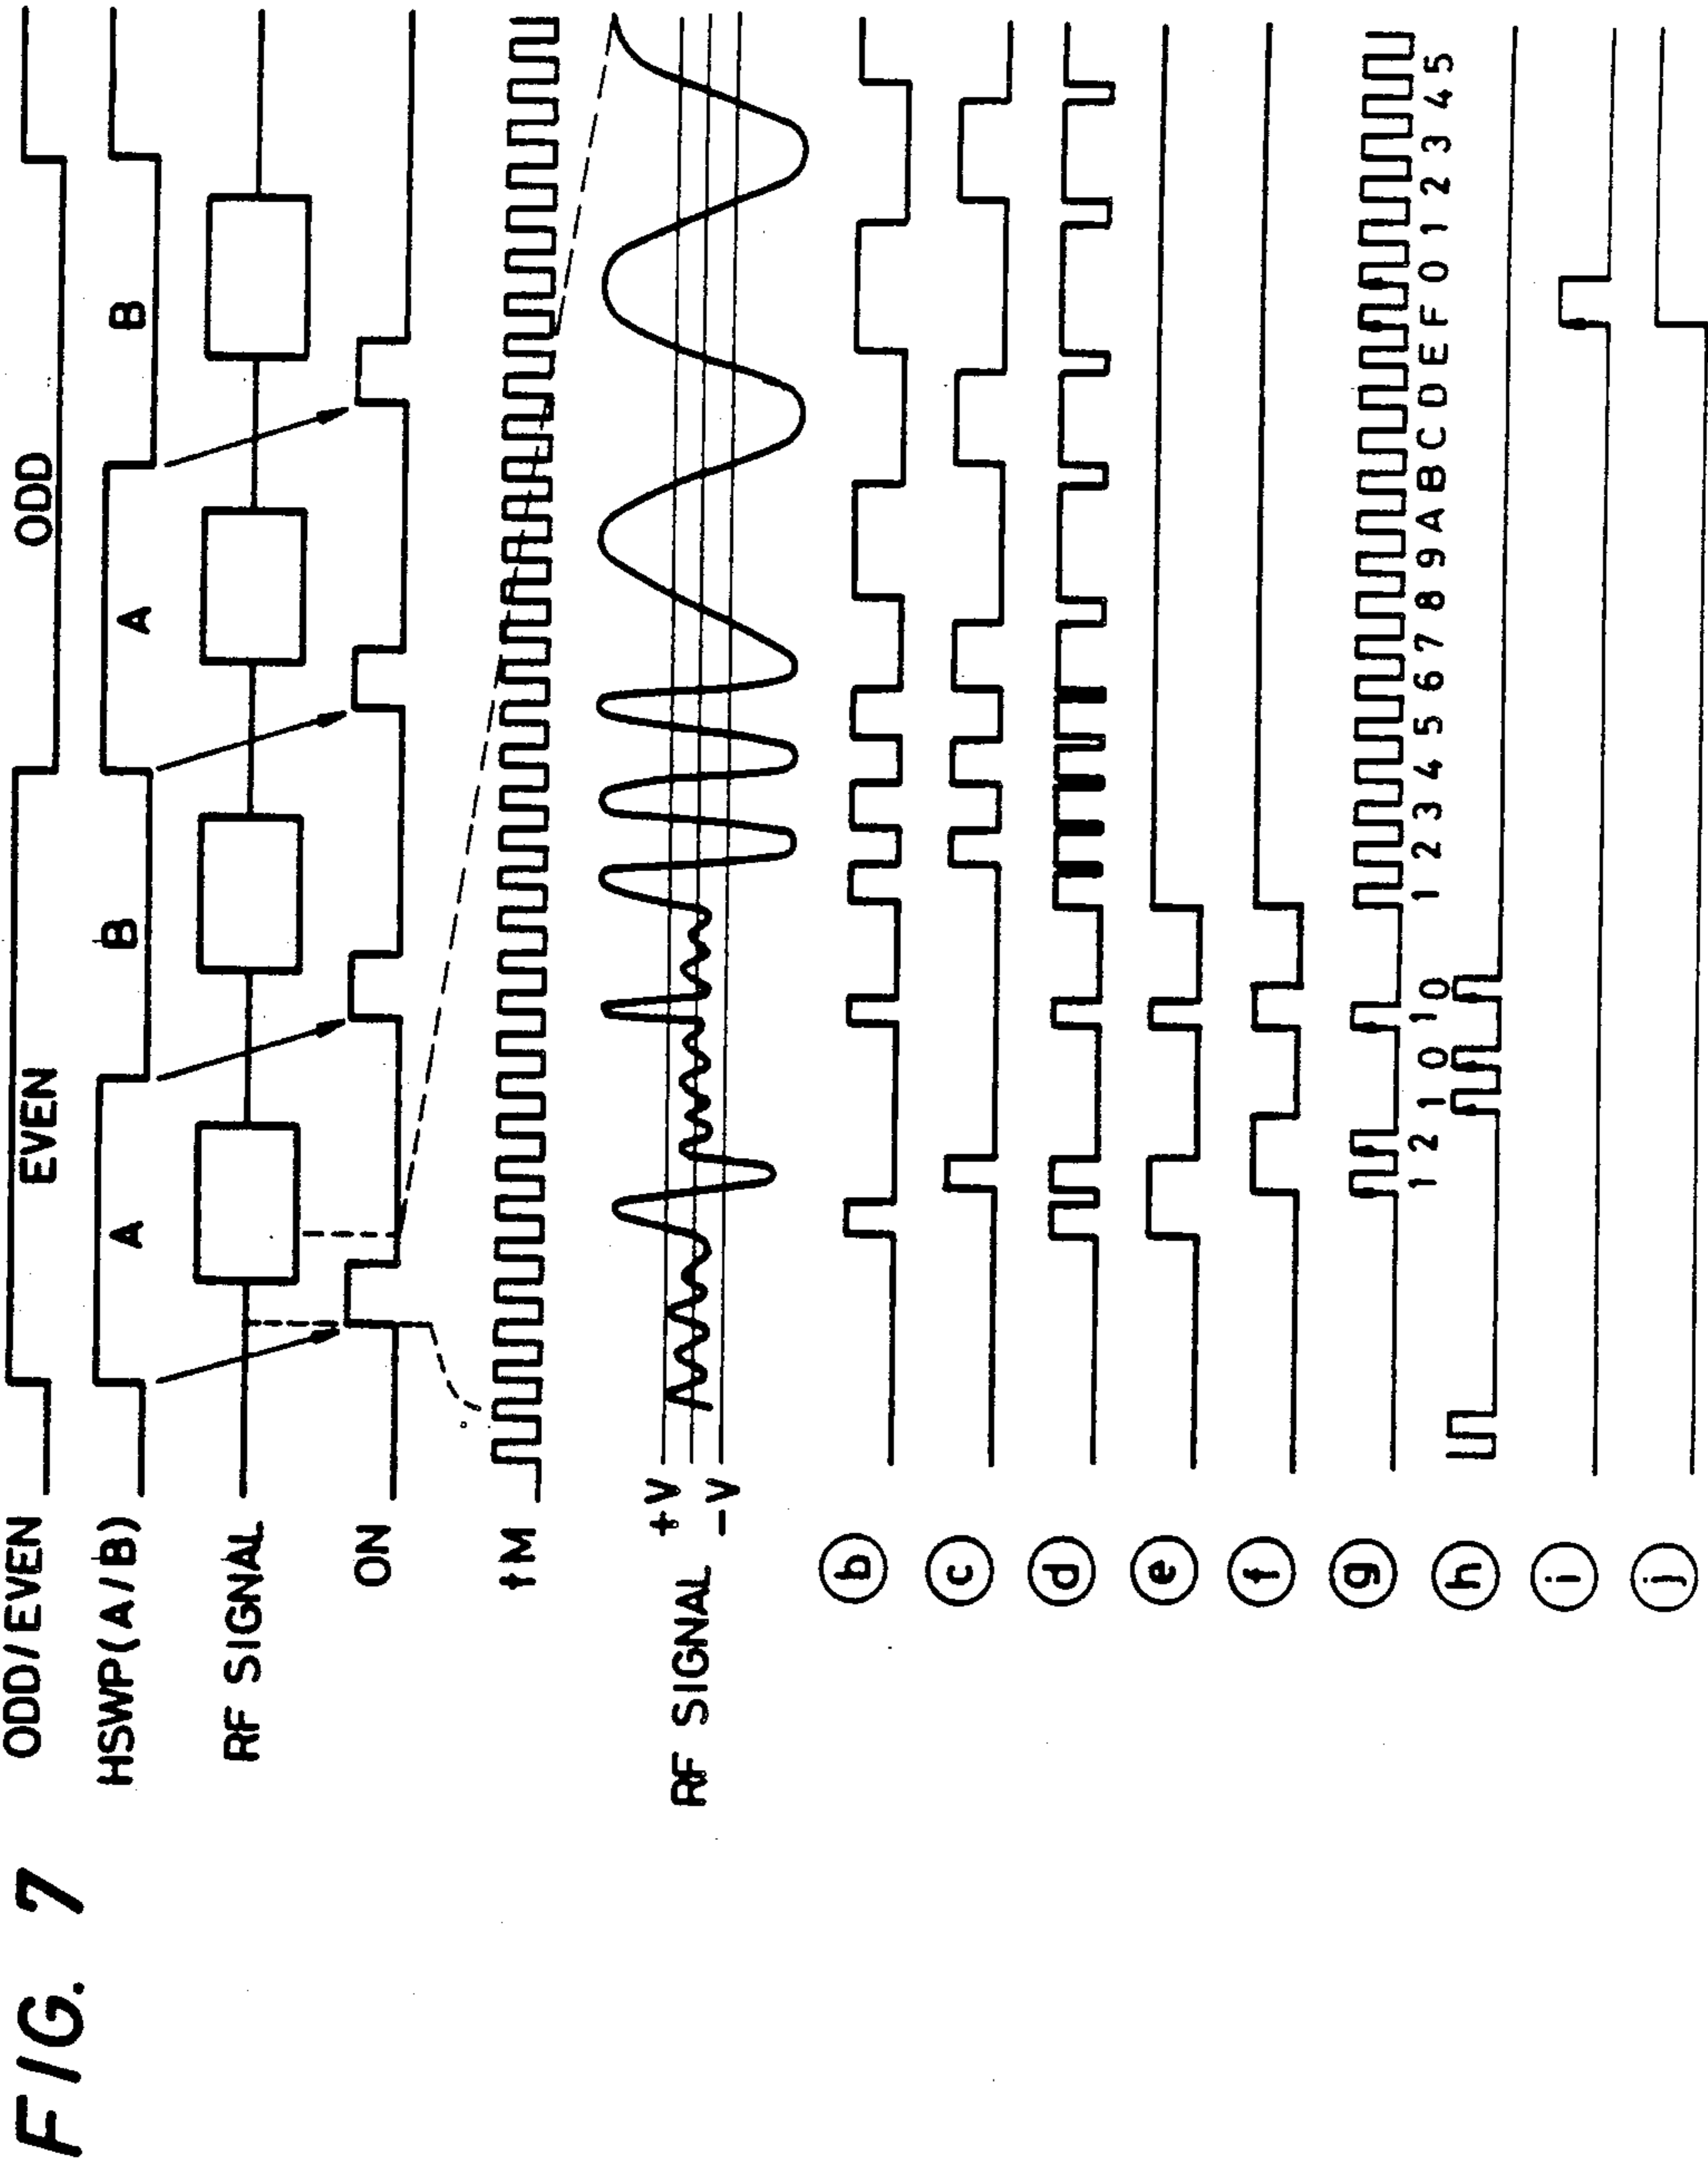 FIG. 7
ODD/EVEN
EVEN
ODD
HSWP(A/B)
A
B
A
B
RF SIGNAL
ON
fM
RF SIGNAL
+V
-V
b
c
d
e
f
g
1 2 1 0 1 0 1 2 3 4 5 6 7 8 9 A B C D E F 0 1 2 3 4 5
h
i
j